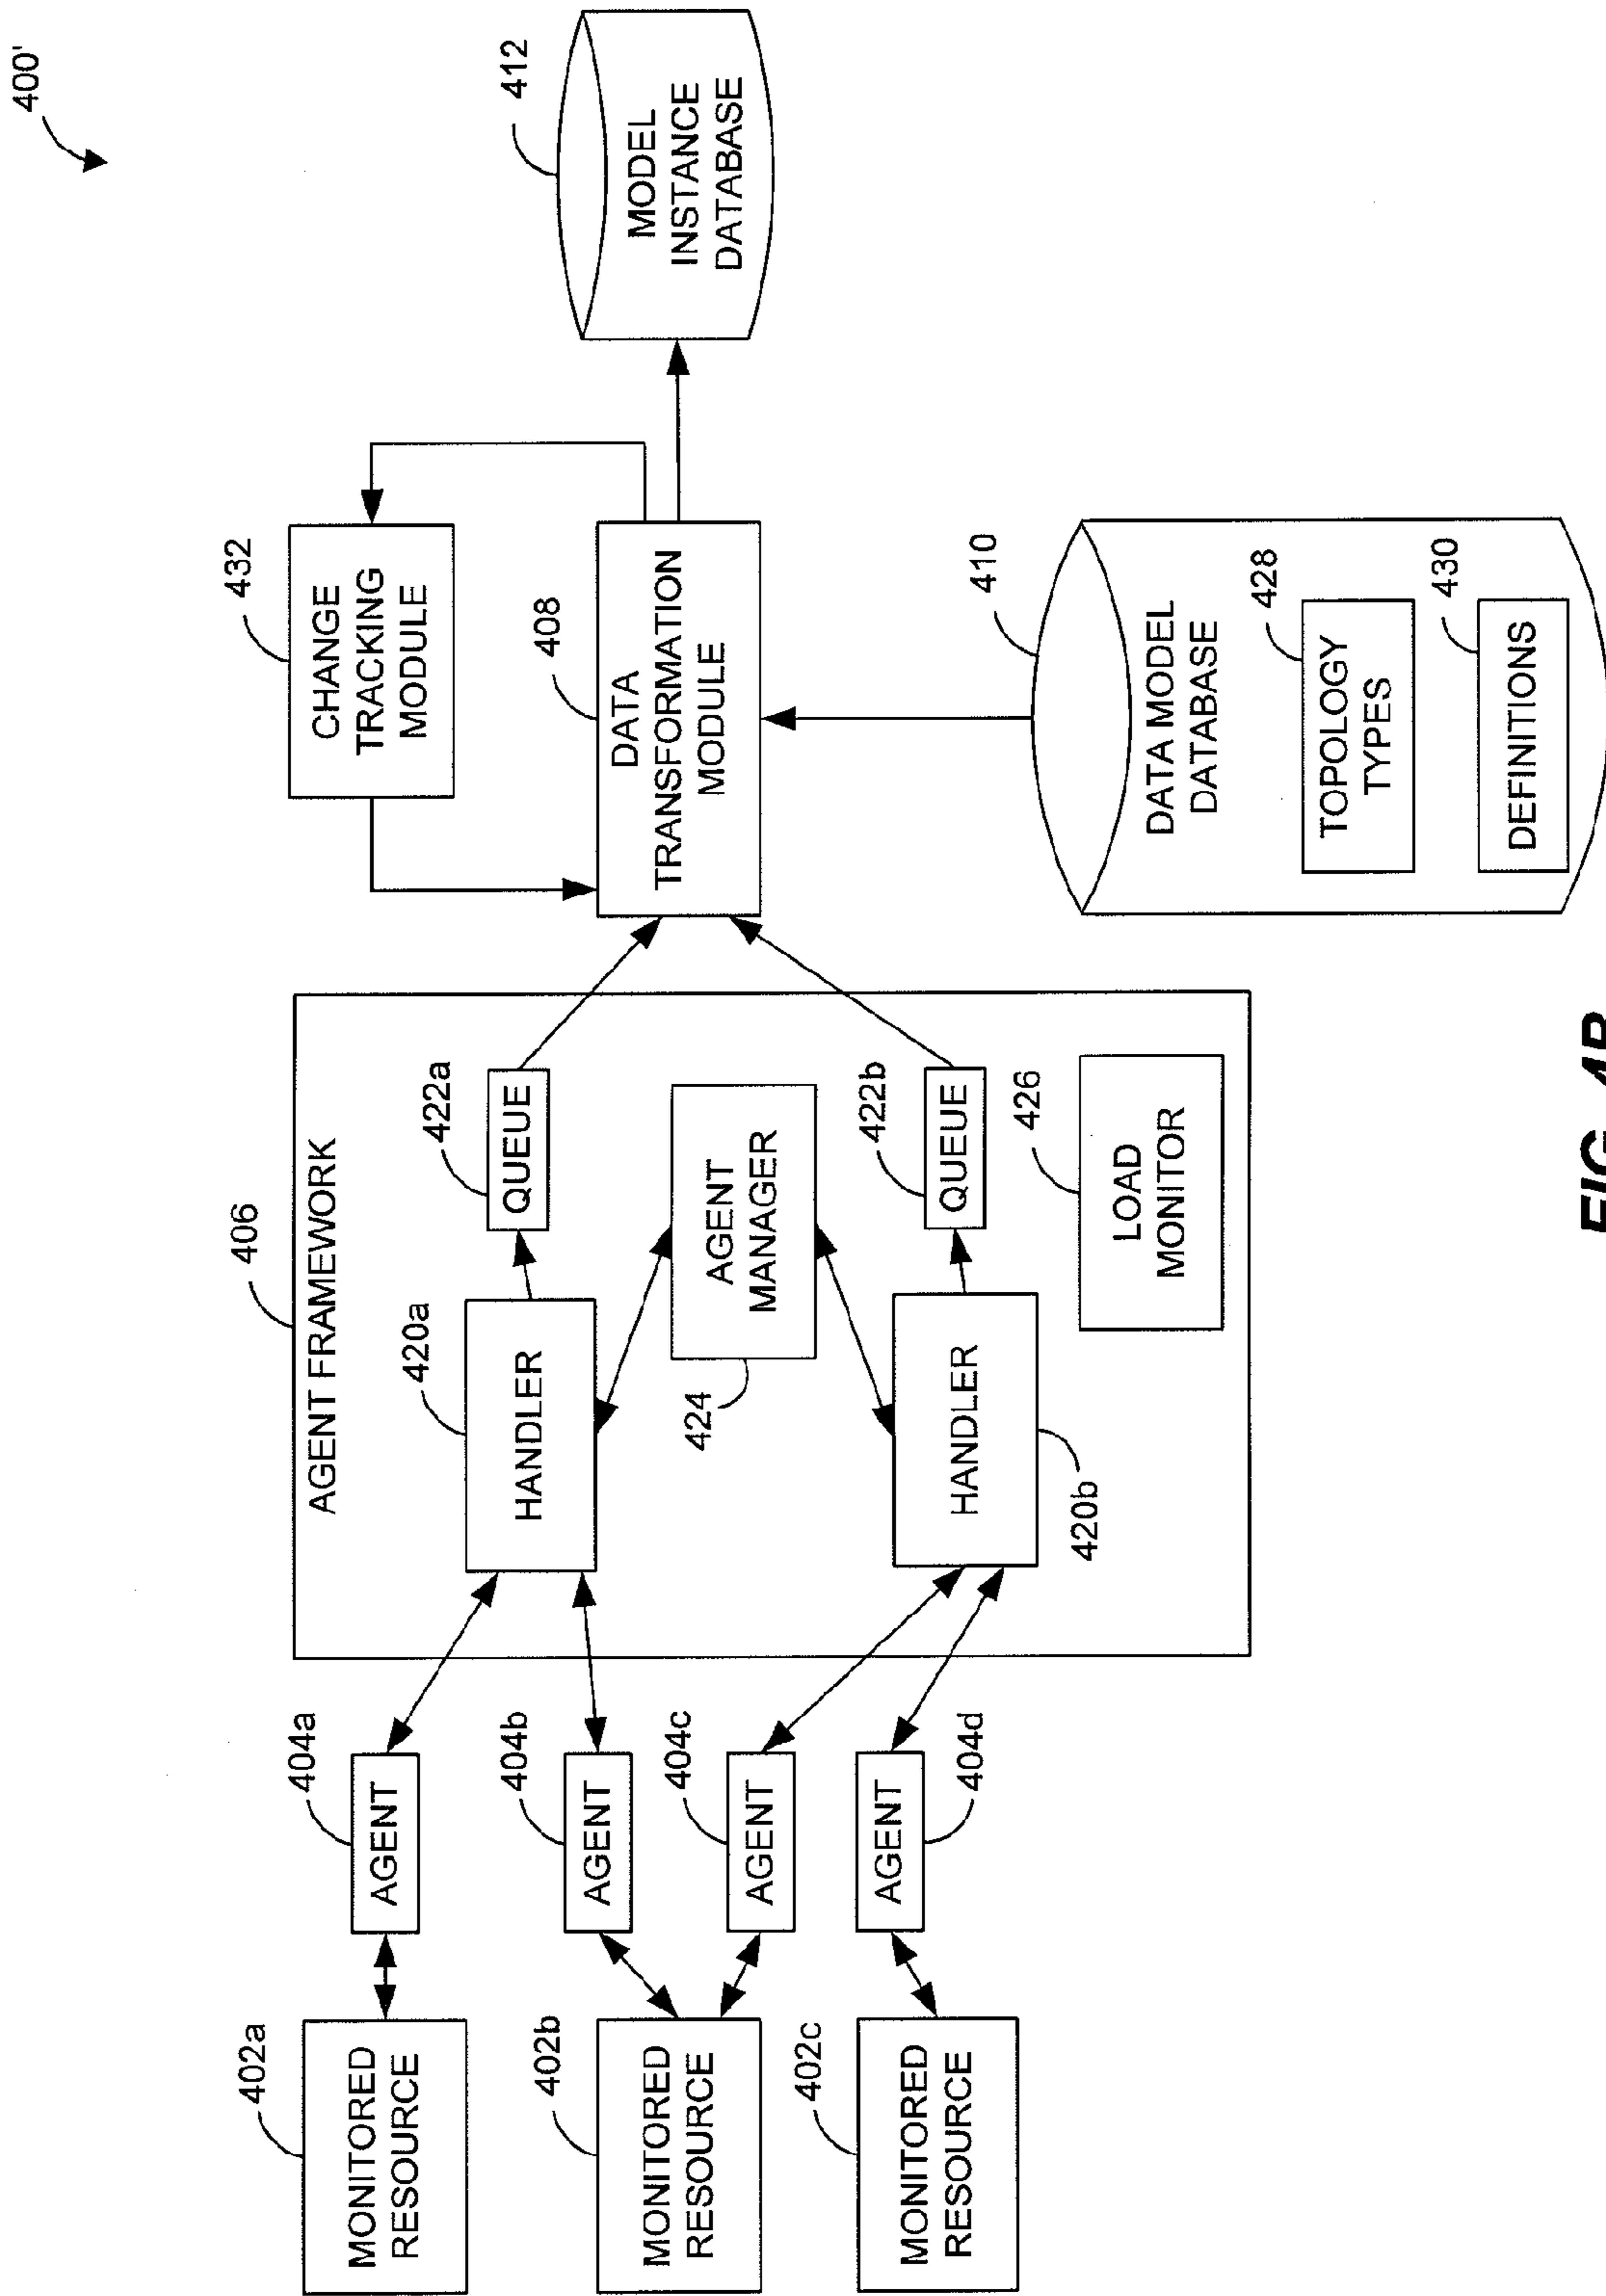 400'
402a
MONITORED
RESOURCE
402b
MONITORED
RESOURCE
402c
MONITORED
RESOURCE
404a
AGENT
404b
AGENT
404c
AGENT
AGENT
404d
406
AGENT FRAMEWORK
420a
HANDLER
422a
QUEUE
AGENT
MANAGER
424
422b
QUEUE
HANDLER
420b
426
LOAD
MONITOR
432
CHANGE
TRACKING
MODULE
408
DATA
TRANSFORMATION
MODULE
412
MODEL
INSTANCE
DATABASE
410
DATA MODEL
DATABASE
428
TOPOLOGY
TYPES
430
DEFINITIONS
FIG. 4B